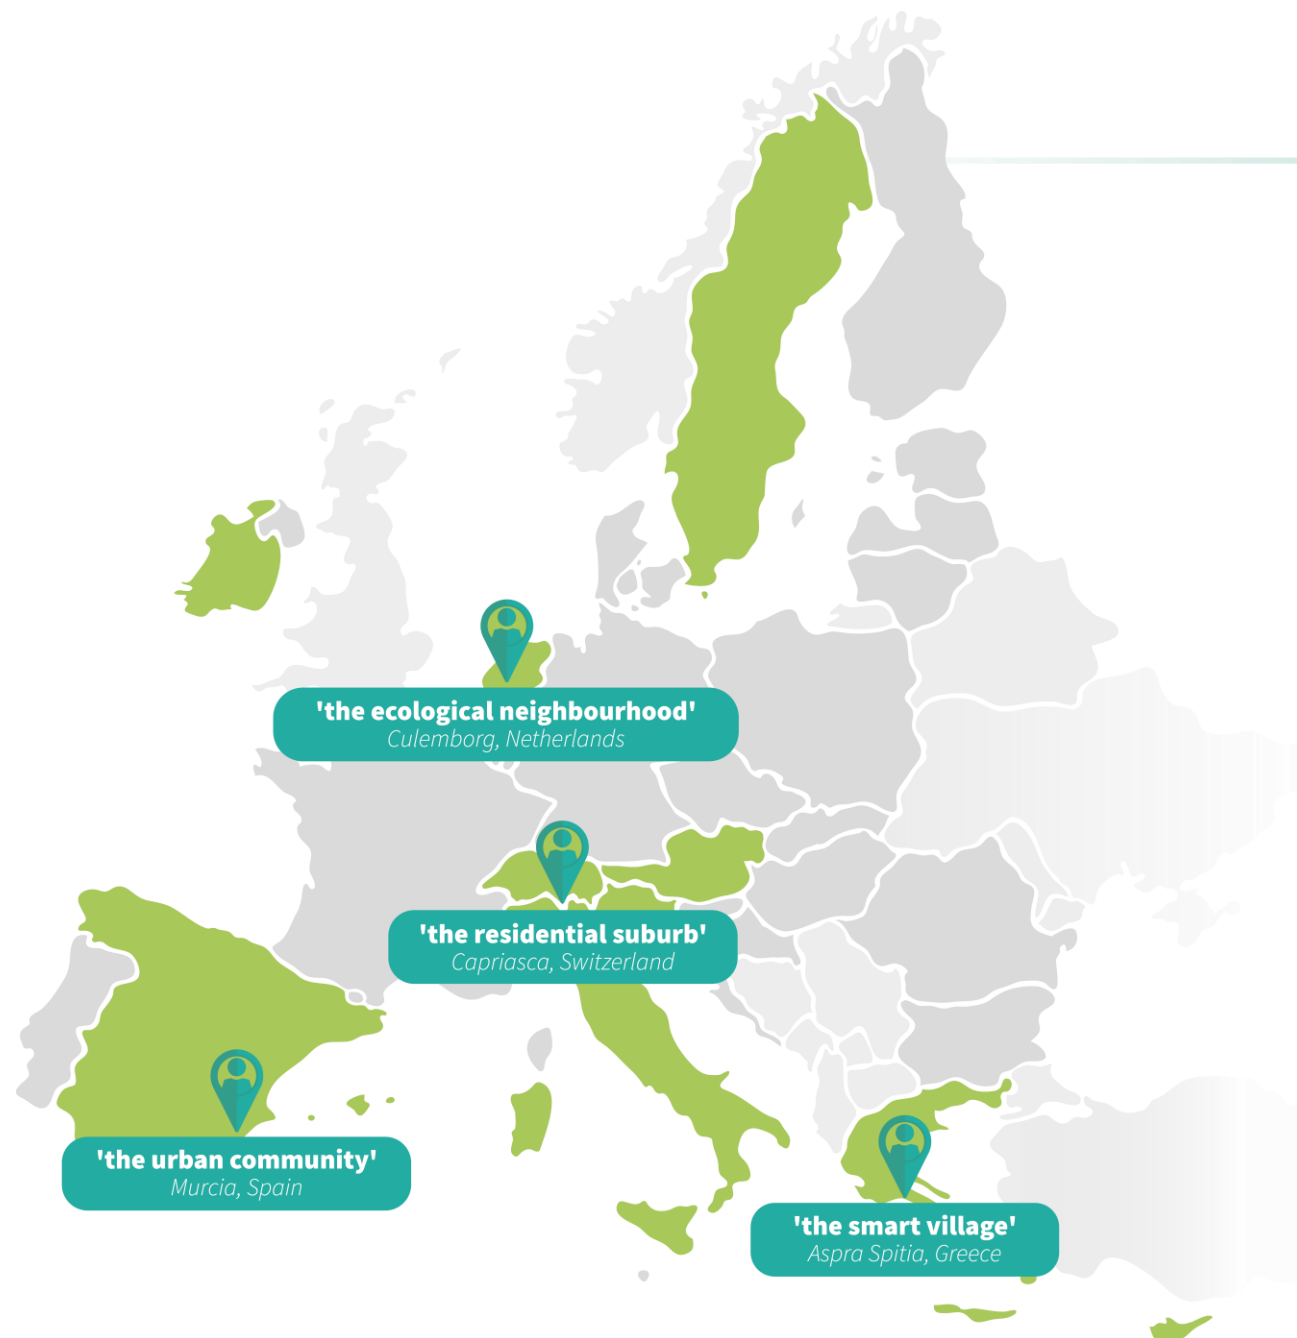 'the ecological neighbourhood'
Culemborg, Netherlands
'the residential suburb'
Capriasca, Switzerland
'the urban community'
Murcia, Spain
'the smart village'
Aspra Spitia, Greece